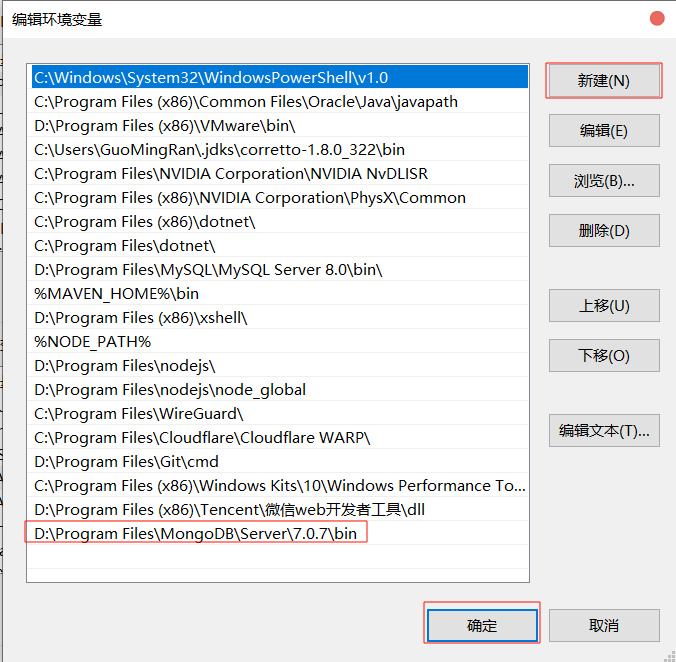 编辑环境变量
C:\Windows\System32\WindowsPowerShell\v1.0
C:\Program Files (x86)\Common Files\Oracle\Java\javapath
D:\Program Files (x86)\VMware\bin\
C:\Users\GuoMingRan\.jdks\corretto-1.8.0_322\bin
C:\Program Files\NVIDIA Corporation\NVIDIA NvDLISR
C:\Program Files (x86)\NVIDIA Corporation\PhysX\Common
C:\Program Files (x86)\dotnet\
C:\Program Files\dotnet\
D:\Program Files\MySQL\MySQL Server 8.0\bin\
%MAVEN_HOME%\bin
D:\Program Files (x86)\xshell\
%NODE_PATH%
D:\Program Files\nodejs\
D:\Program Files\nodejs\node_global
C:\Program Files\WireGuard\
C:\Program Files\Cloudflare\Cloudflare WARP\
D:\Program Files\Git\cmd
C:\Program Files (x86)\Windows Kits\10\Windows Performance To...
D:\Program Files (x86)\Tencent\微信web开发者工具\dll
D:\Program Files\MongoDB\Server\7.0.7\bin
新建(N)
编辑(E)
浏览(B)...
删除(D)
上移(U)
下移(O)
编辑文本(T)...
确定
取消